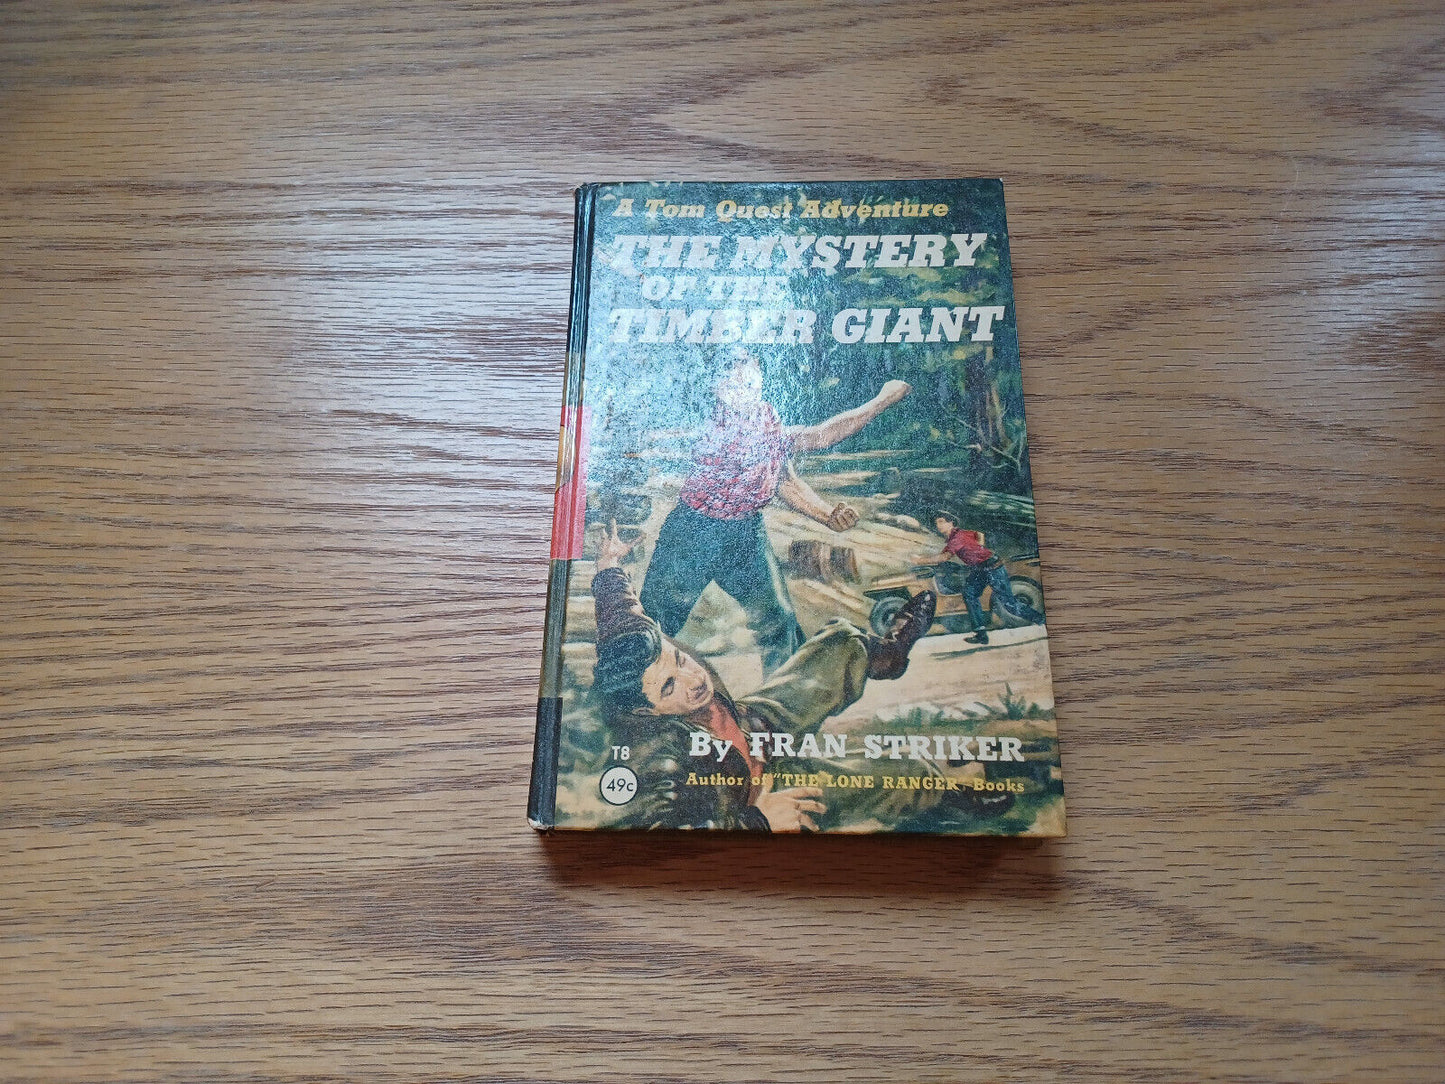 A Tom Quest Adventure
THE MYSTERY
OF THE
TIMBER GIANT
T8
49c
By FRAN STRIKER
Author of "THE LONE RANGER" Books